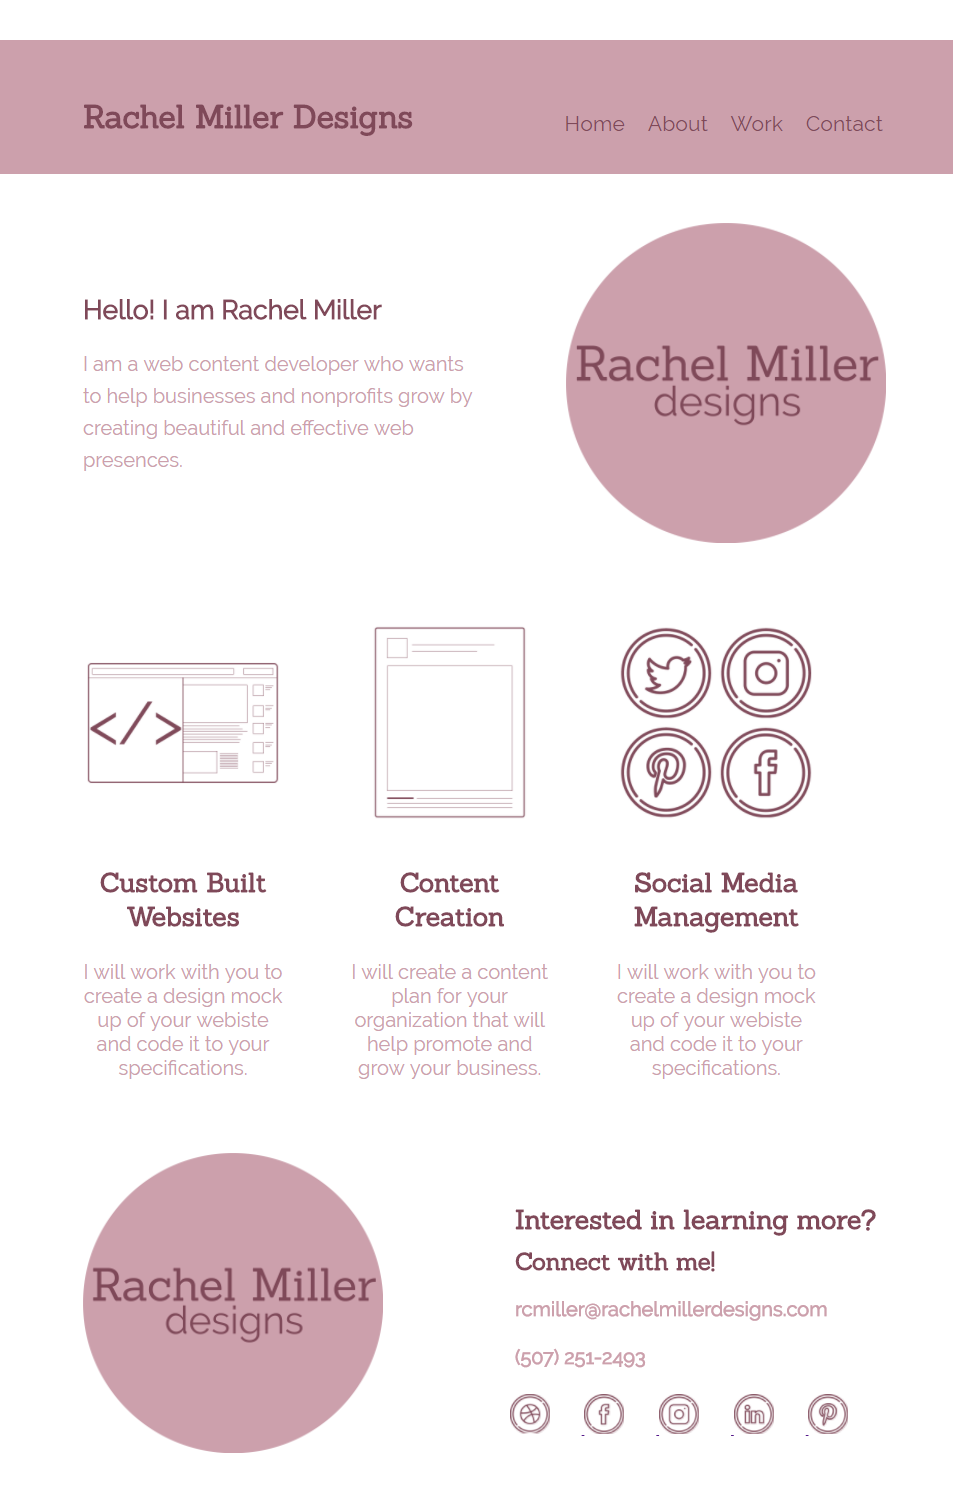 Rachel Miller Designs
Home About Work Contact
Hello! I am Rachel Miller
I am a web content developer who wants
to help businesses and nonprofits grow by
creating beautiful and effective web
presences.
Rachel Miller
designs
</>
Custom Built
Websites
I will work with you to
create a design mock
up of your webiste
and code it to your
specifications.
Content
Creation
I will create a content
plan for your
organization that will
help promote and
grow your business.
Social Media
Management
I will work with you to
create a design mock
up of your webiste
and code it to your
specifications.
Rachel Miller
designs
Interested in learning more?
Connect with me!
rcmiller@rachelmillerdesigns.com
(507) 251-2493